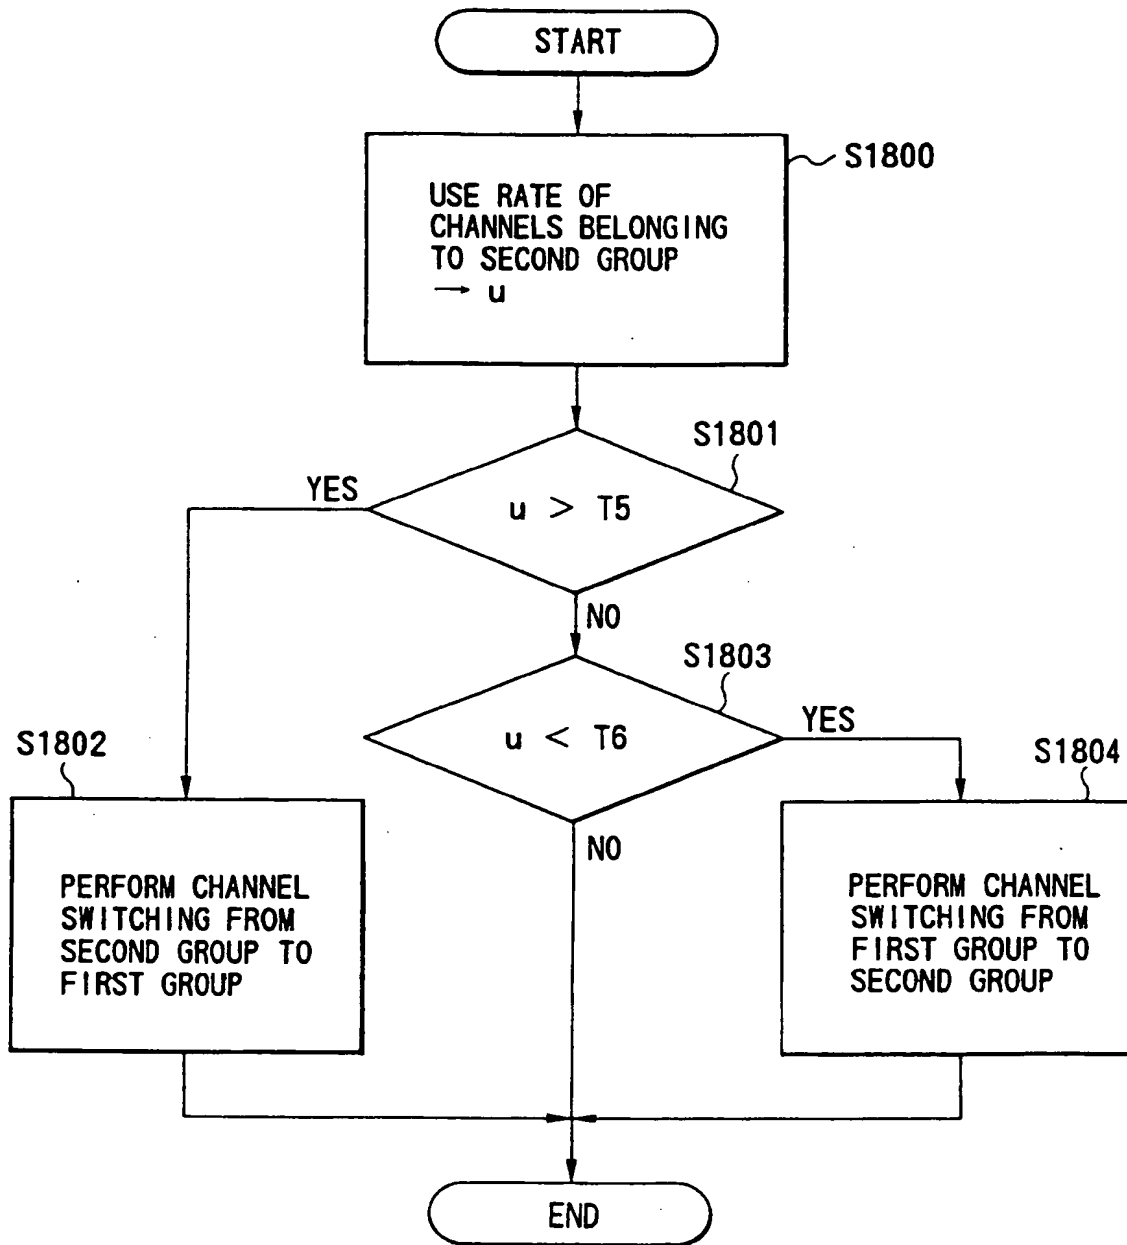 START
S1800
USE RATE OF
CHANNELS BELONGING
TO SECOND GROUP
→ u
S1801
YES
u > T5
NO
S1803
u < T6
YES
S1802
S1804
NO
PERFORM CHANNEL
SWITCHING FROM
SECOND GROUP TO
FIRST GROUP
PERFORM CHANNEL
SWITCHING FROM
FIRST GROUP TO
SECOND GROUP
END